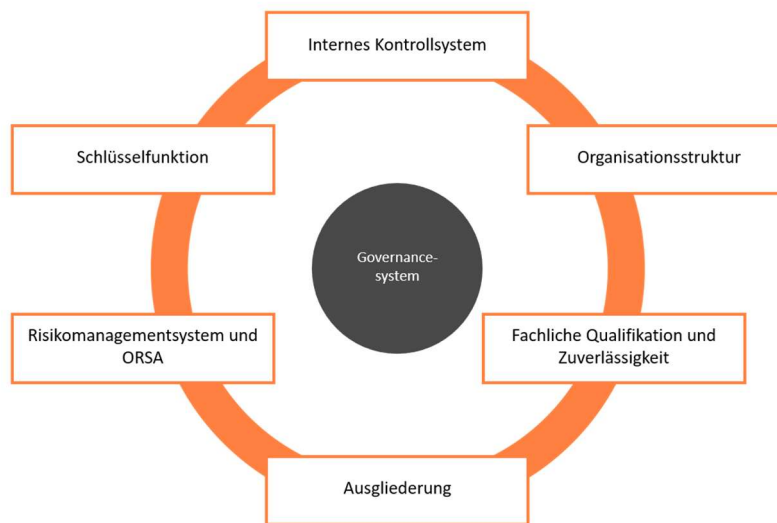 Internes Kontrollsystem
Schlüsselfunktion
Organisationsstruktur
Governance-
system
Risikomanagementsystem und
ORSA
Fachliche Qualifikation und
Zuverlässigkeit
Ausgliederung